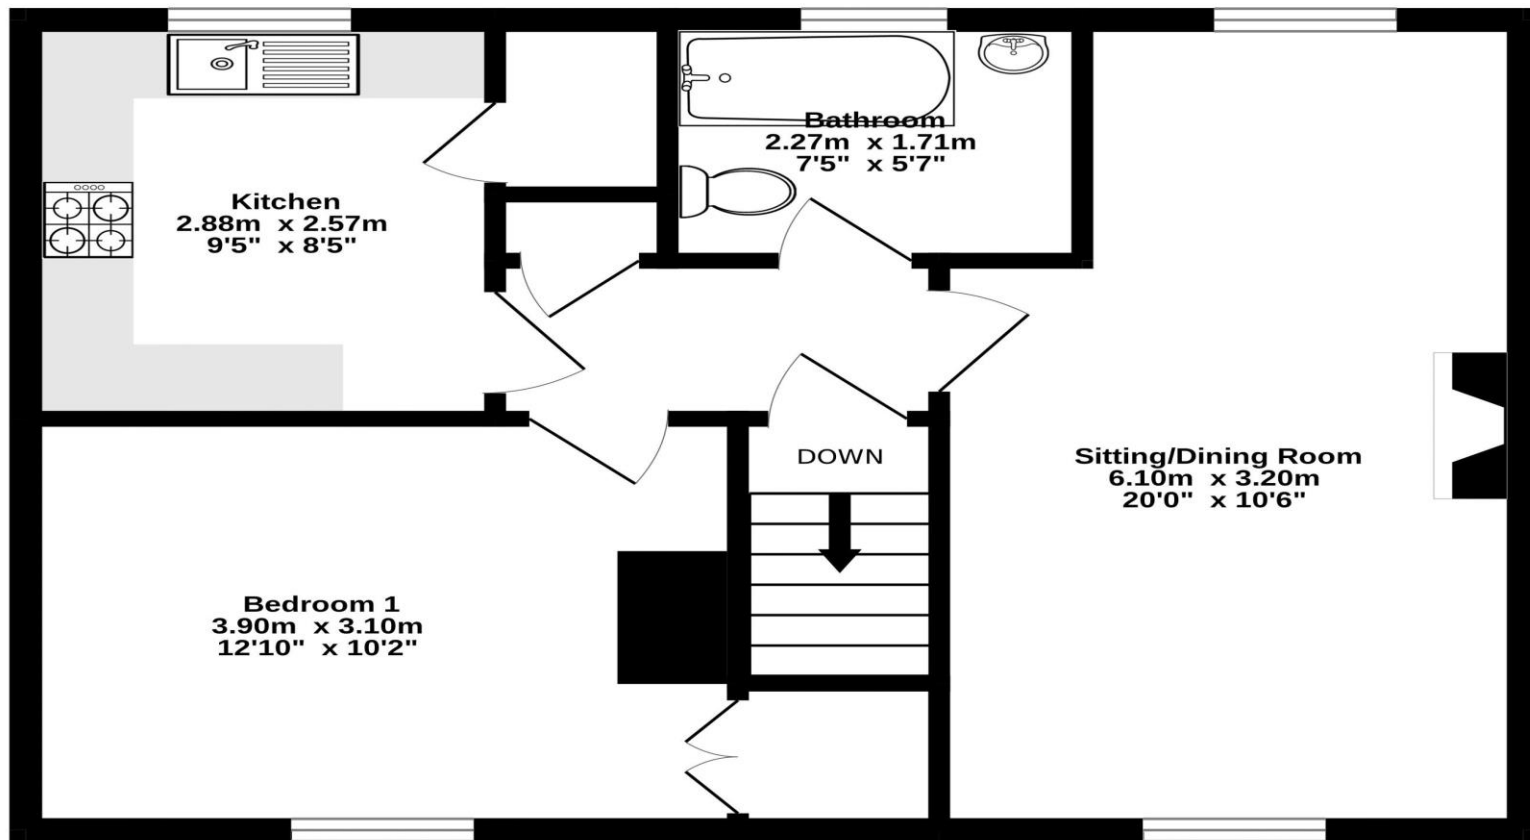 Kitchen
2.88m x 2.57m
9'5" x 8'5"
Bathroom
2.27m x 1.71m
7'5" x 5'7"
DOWN
Sitting/Dining Room
6.10m x 3.20m
20'0" x 10'6"
Bedroom 1
3.90m x 3.10m
12'10" x 10'2"